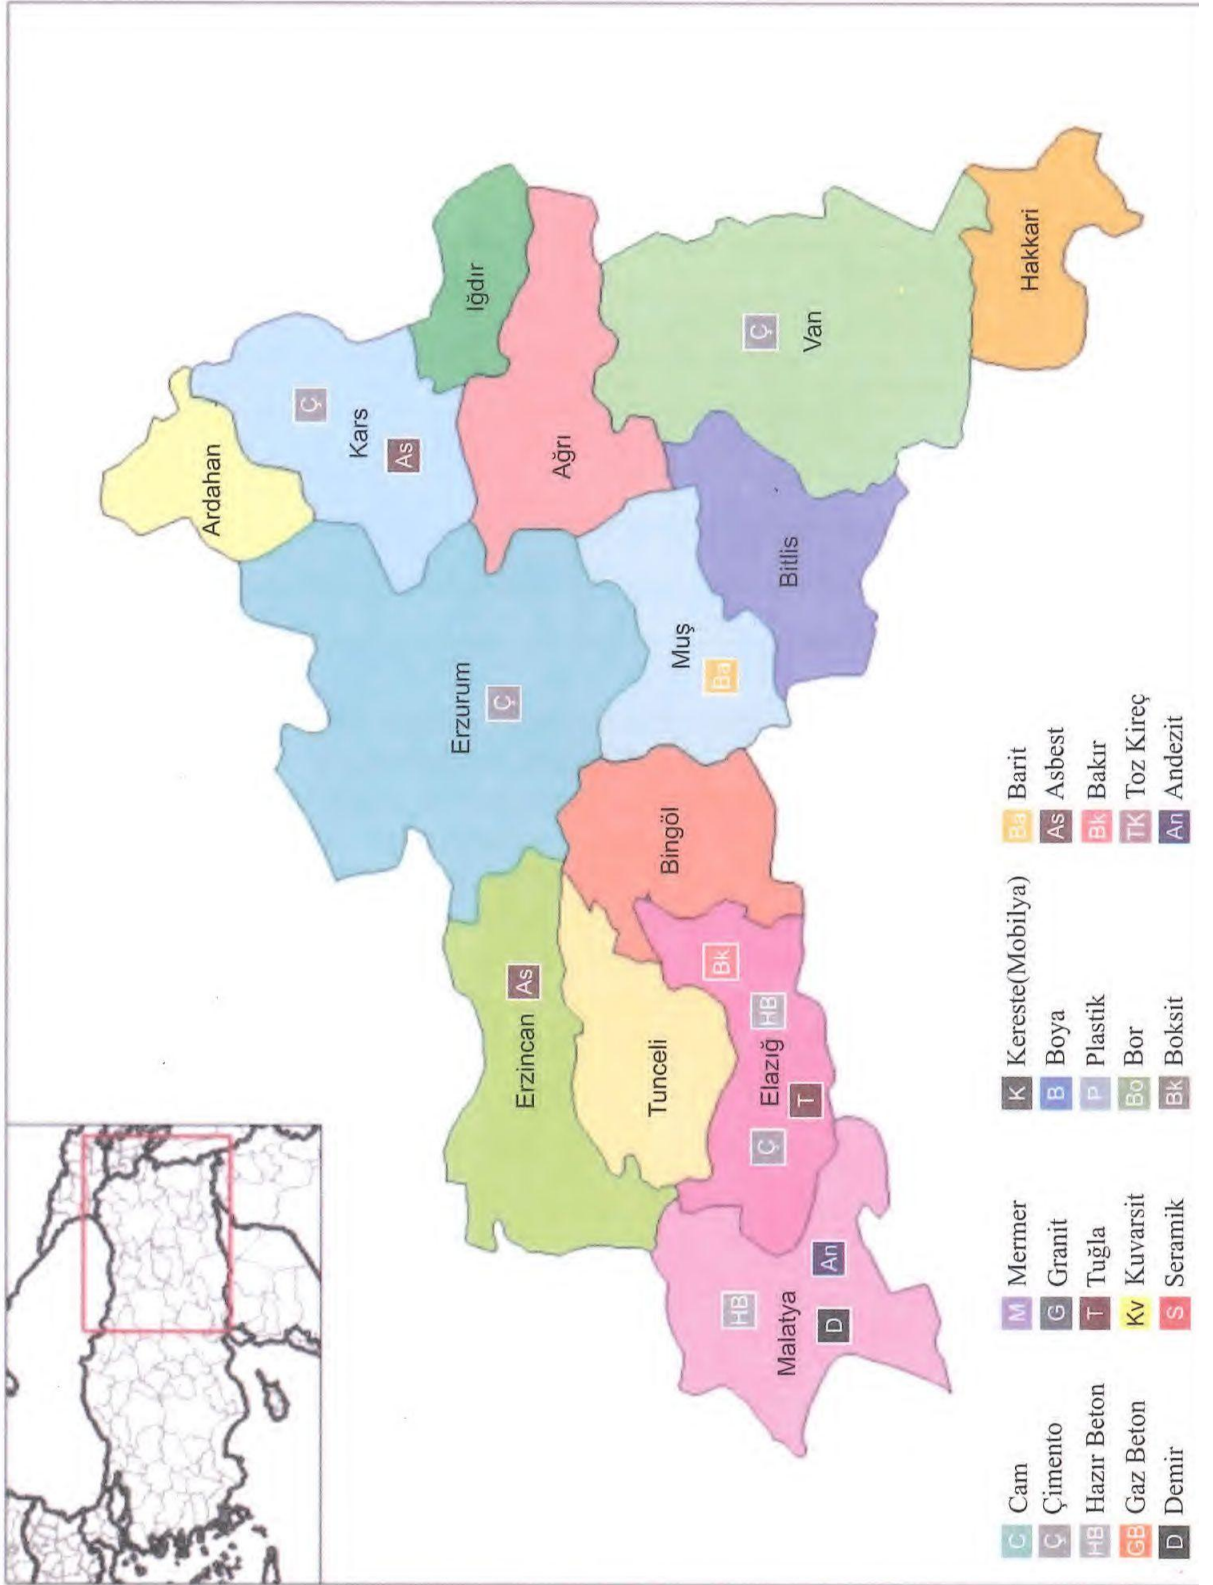 Ardahan
Ç
Kars
As
Iğdır
Erzurum
Ç
Ağrı
Erzincan
As
Tunceli
Bingöl
Muş
Ba
Bitlis
Ç
Van
Hakkari
Bk
HB
Elazığ
Ç
T
HB
Malatya
An
D
C Cam
Ç Çimento
HB Hazır Beton
GB Gaz Beton
D Demir
M Mermer
G Granit
T Tuğla
Kv Kuvarsit
S Seramik
K Kereste(Mobilya)
B Boya
P Plastik
Bo Bor
Bk Boksit
Ba Barit
As Asbest
Bk Bakır
TK Toz Kireç
An Andezit